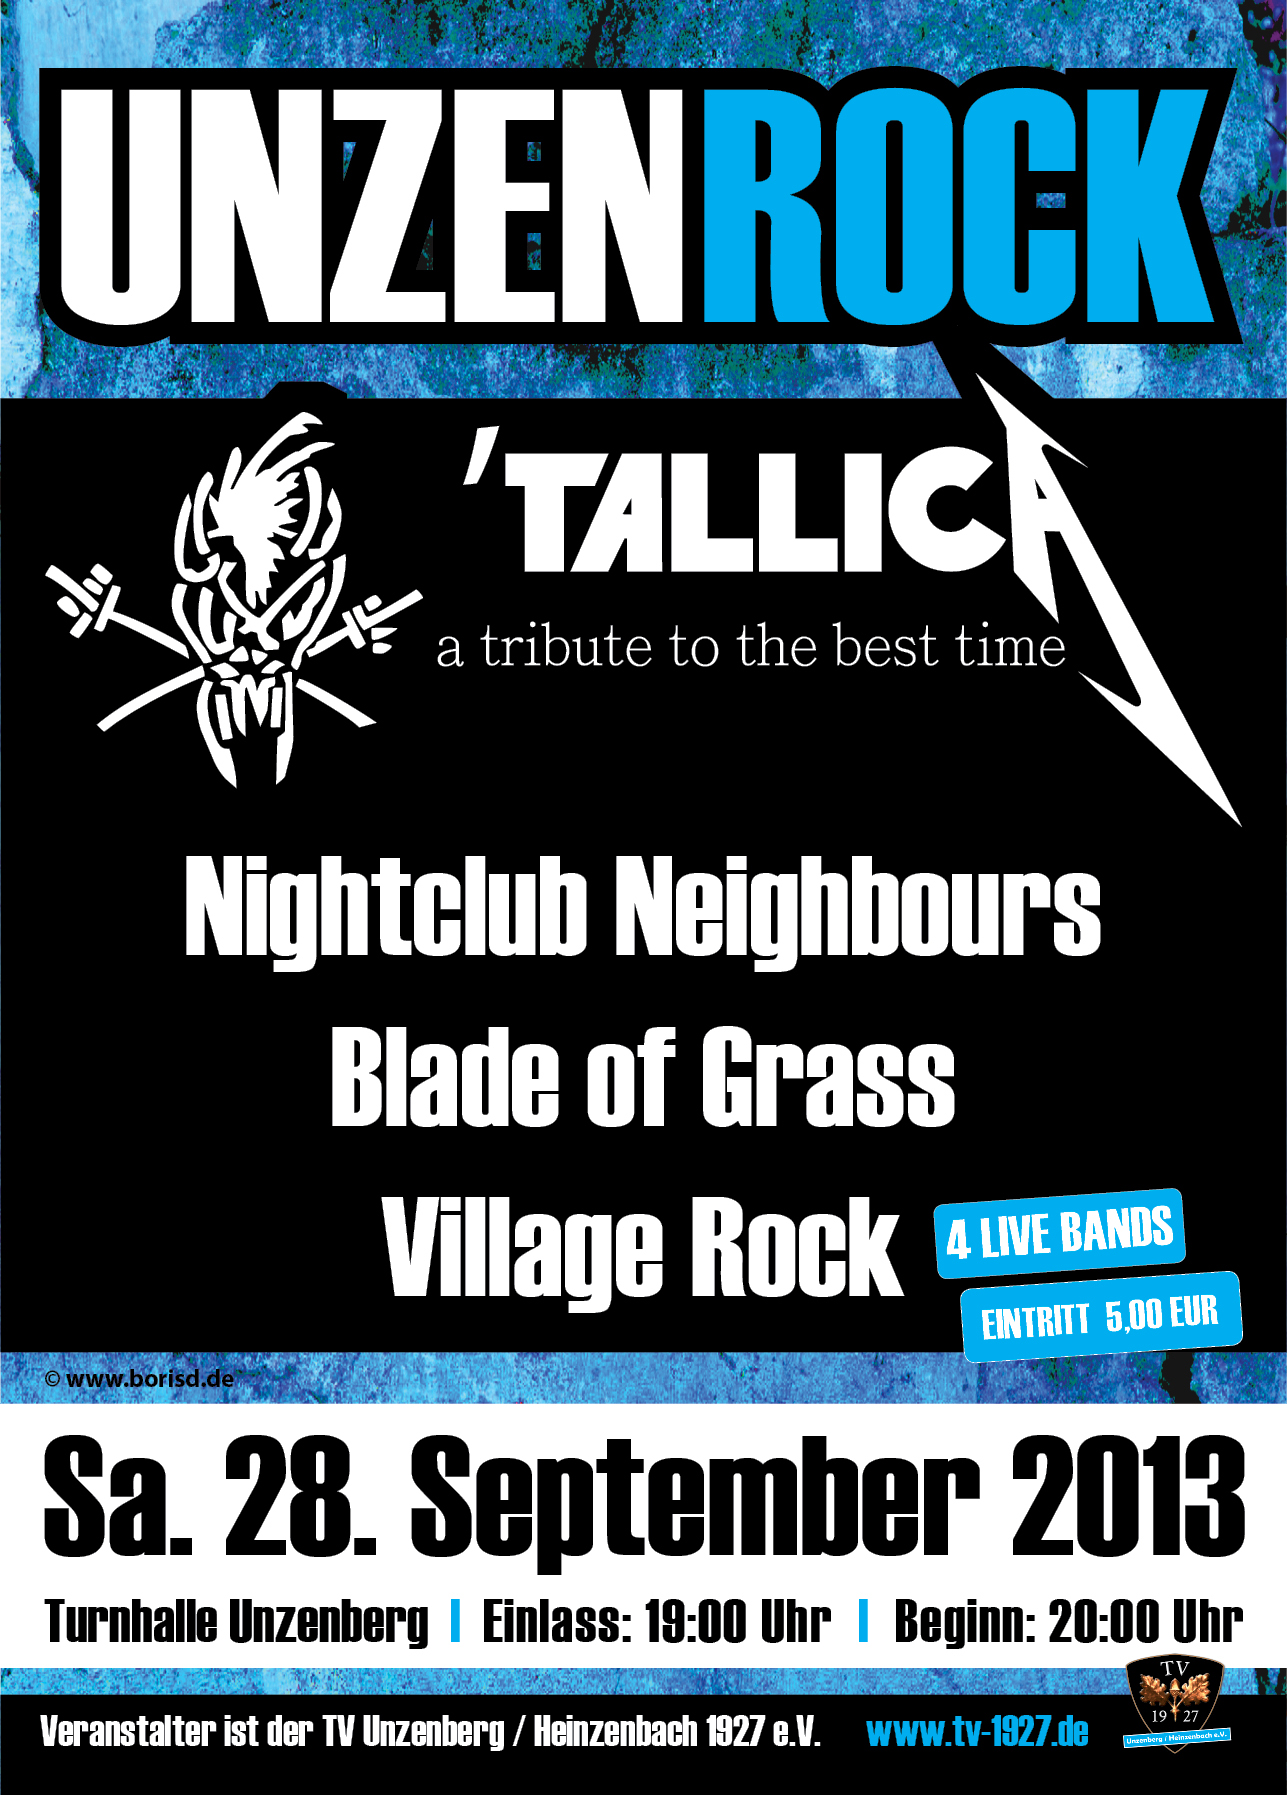 UNZENROCK
'TALLICA
a tribute to the best time
Nightclub Neighbours
Blade of Grass
Village Rock
4 LIVE BANDS
EINTRITT 5,00 EUR
© www.borisd.de
Sa. 28. September 2013
Turnhalle Unzenberg | Einlass: 19:00 Uhr | Beginn: 20:00 Uhr
Veranstalter ist der TV Unzenberg / Heinzenbach 1927 e.V. www.tv-1927.de
TV
19 27
Unzenberg / Heinzenbach e.V.